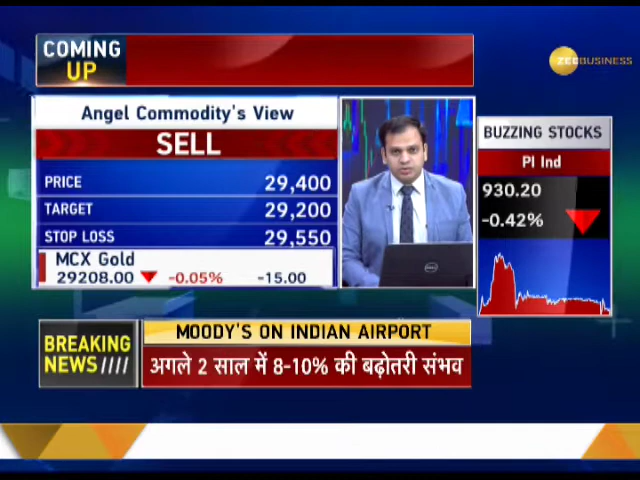 COMING
UP
ZEE BUSINESS
Angel Commodity's View
SELL
PRICE 29,400
TARGET 29,200
STOP LOSS 29,550
MCX Gold
29208.00 -0.05% -15.00
DELL
BUZZING STOCKS
PI Ind
930.20
-0.42%
BREAKING
NEWS ////
MOODY'S ON INDIAN AIRPORT
अगले 2 साल में 8-10% की बढ़ोतरी संभव